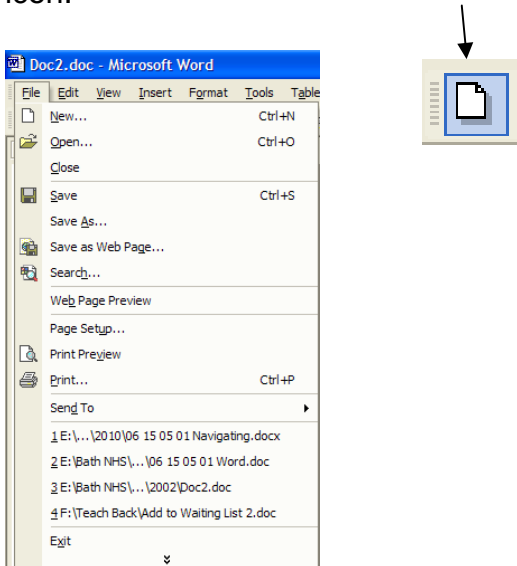 icon.
Doc2.doc - Microsoft Word
File Edit View Insert Format Tools Table
New... Ctrl+N
Open... Ctrl+O
Close
Save Ctrl+S
Save As...
Save as Web Page...
Search...
Web Page Preview
Page Setup...
Print Preview
Print... Ctrl+P
Send To
1 E:\...\2010\06 15 05 01 Navigating.docx
2 E:\Bath NHS\...\06 15 05 01 Word.doc
3 E:\Bath NHS\...\2002\Doc2.doc
4 F:\Teach Back\Add to Waiting List 2.doc
Exit